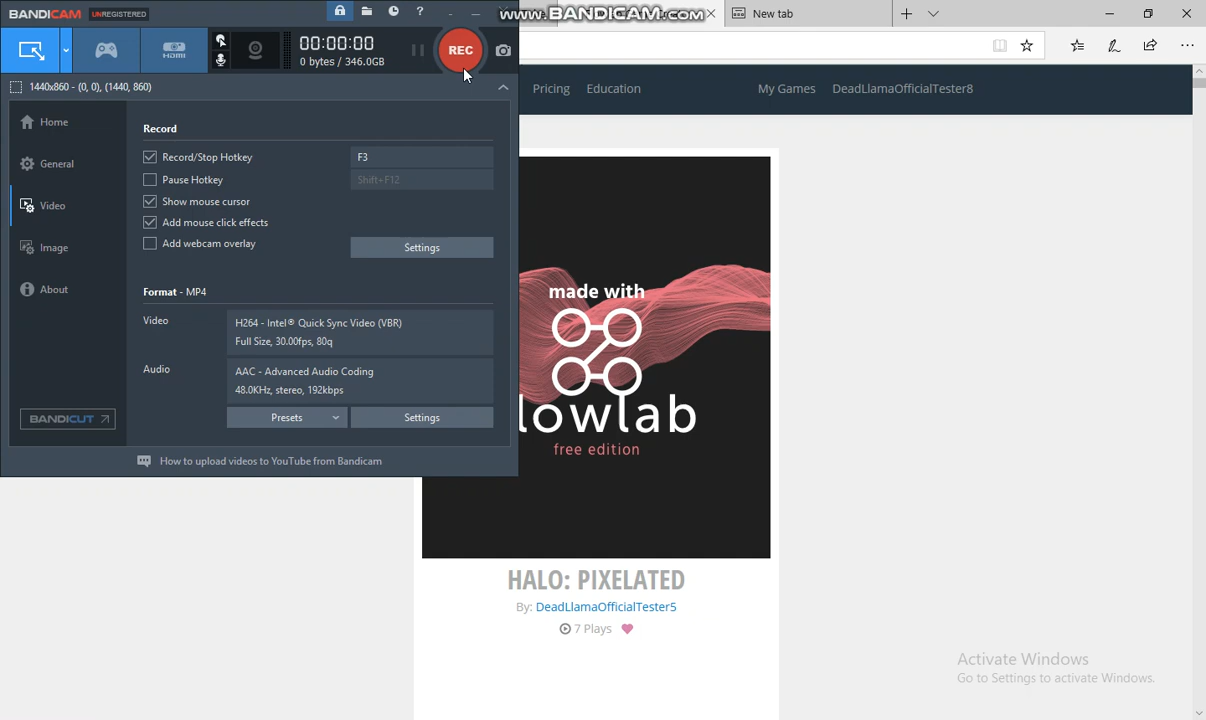 BANDICAM UNREGISTERED
www.BANDICAM.com
New tab
HDMI
00:00:00
0 bytes / 346.0GB
REC
1440x860 - (0, 0), (1440, 860)
Pricing Education My Games DeadLlamaOfficialTester8
Home
General
Video
Image
About
BANDICUT
Record
Record/Stop Hotkey F3
Pause Hotkey Shift+F12
Show mouse cursor
Add mouse click effects
Add webcam overlay Settings
Format - MP4
Video H264 - Intel® Quick Sync Video (VBR)
Full Size, 30.00fps, 80q
Audio AAC - Advanced Audio Coding
48.0KHz, stereo, 192kbps
Presets Settings
How to upload videos to YouTube from Bandicam
made with
lowlab
free edition
HALO: PIXELATED
By: DeadLlamaOfficialTester5
7 Plays
Activate Windows
Go to Settings to activate Windows.